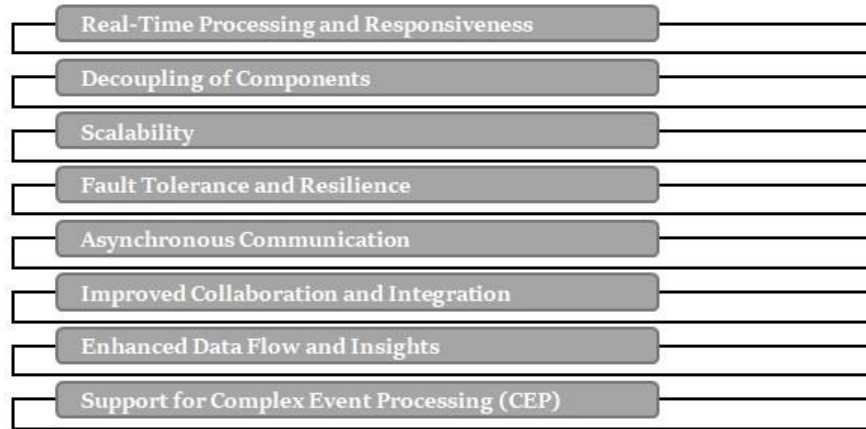 Real-Time Processing and Responsiveness
Decoupling of Components
Scalability
Fault Tolerance and Resilience
Asynchronous Communication
Improved Collaboration and Integration
Enhanced Data Flow and Insights
Support for Complex Event Processing (CEP)